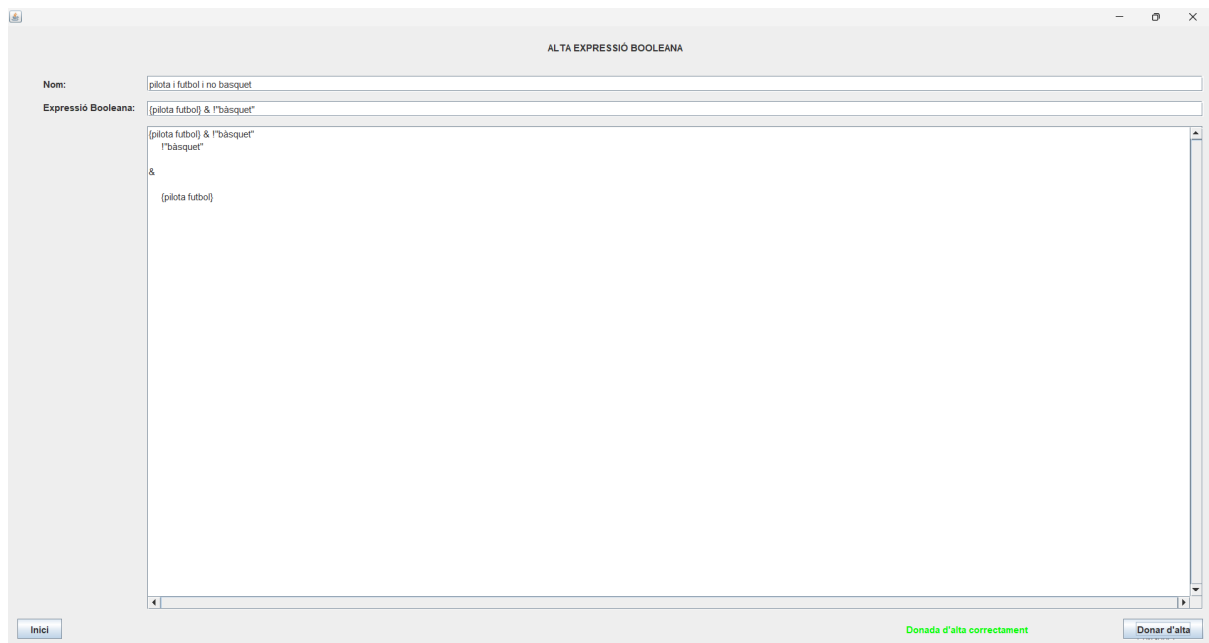 ALTA EXPRESSIÓ BOOLEANA
Nom: pilota i futbol i no basquet
Expressió Booleana: {pilota futbol} & !"bàsquet"
{pilota futbol} & !"bàsquet"
!"bàsquet"
&
{pilota futbol}
Inici Donada d'alta correctament Donar d'alta